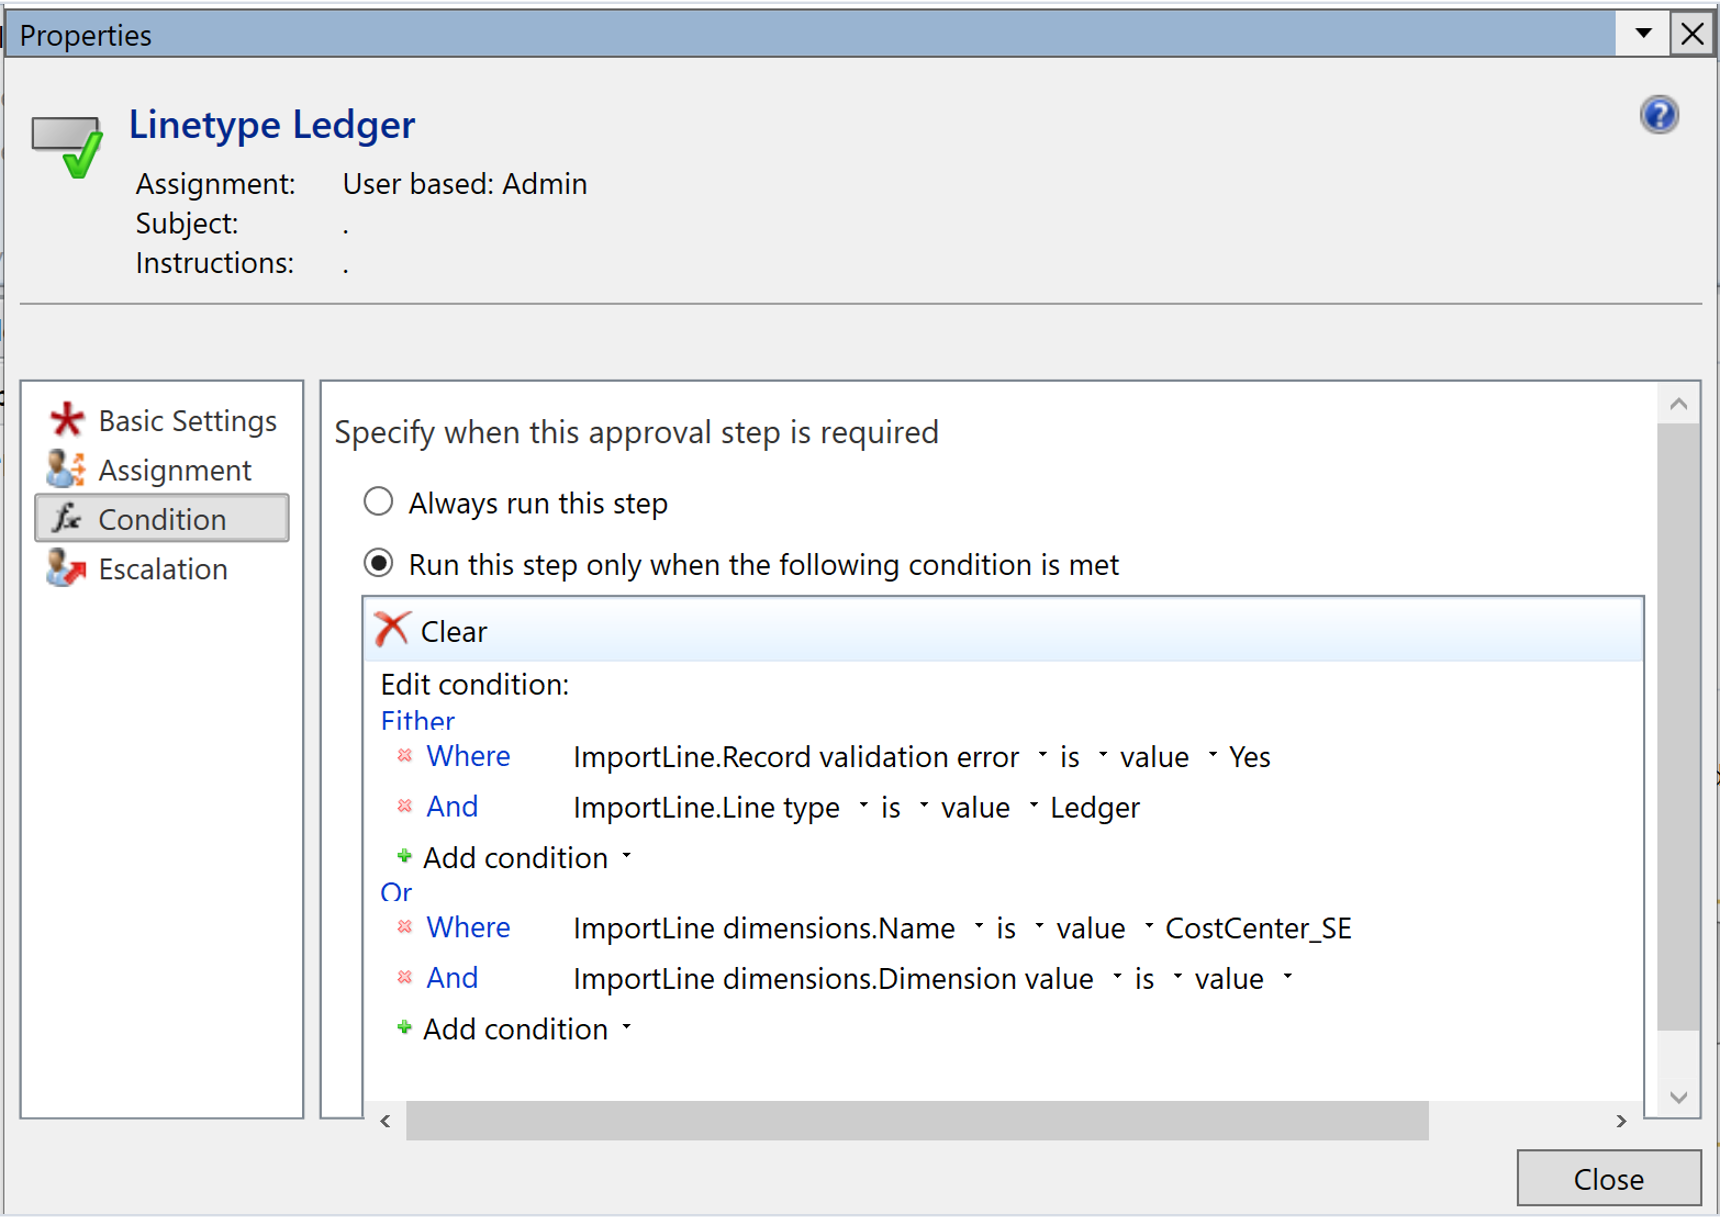 Properties
Linetype Ledger
Assignment: User based: Admin
Subject: .
Instructions: .
Basic Settings
Assignment
Condition
Escalation
Specify when this approval step is required
Always run this step
Run this step only when the following condition is met
Clear
Edit condition:
Either
Where ImportLine.Record validation error is value Yes
And ImportLine.Line type is value Ledger
Add condition
Or
Where ImportLine dimensions.Name is value CostCenter_SE
And ImportLine dimensions.Dimension value is value
Add condition
Close